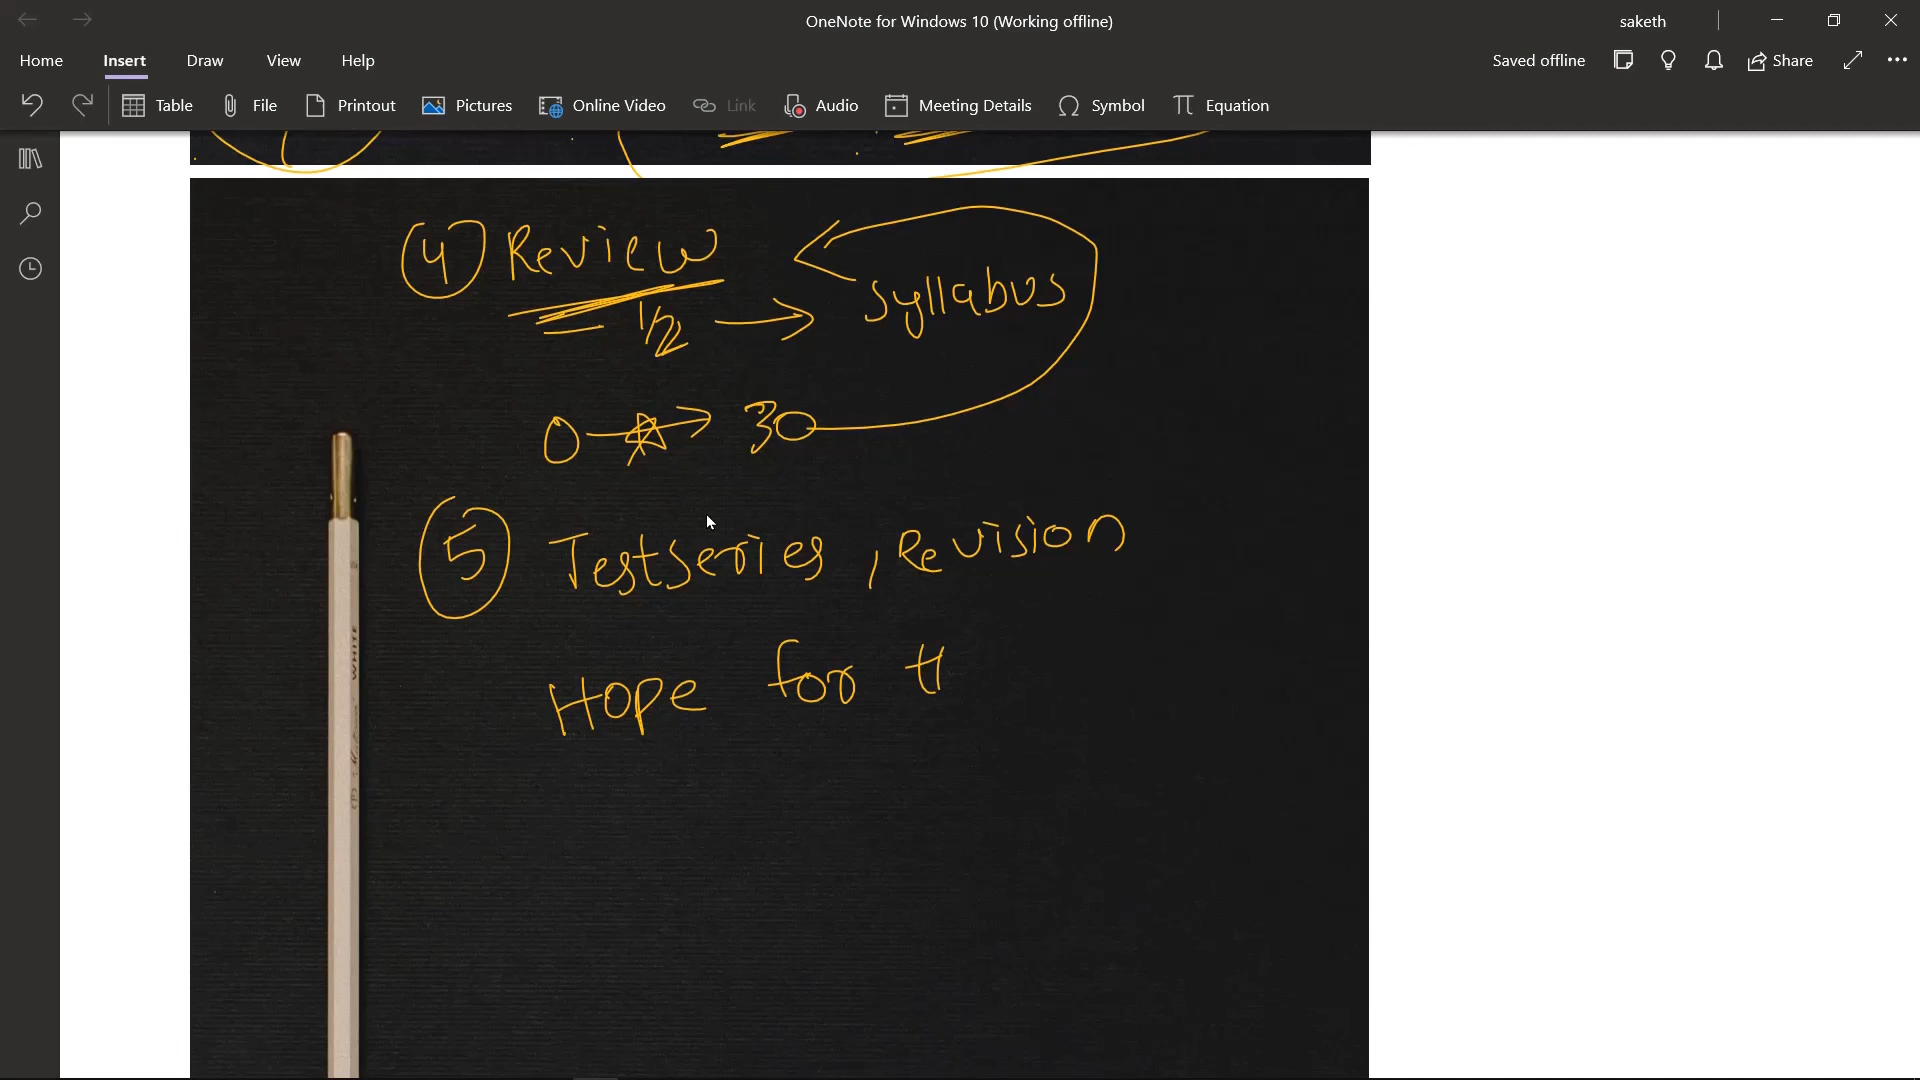 OneNote for Windows 10 (Working offline)
saketh
Home Insert Draw View Help
Saved offline Share
Table File Printout Pictures Online Video Link Audio Meeting Details Symbol Equation
4 Review
1/2 → syllabus
0 → 30
5 Testseries, Revision
Hope for
WHITE